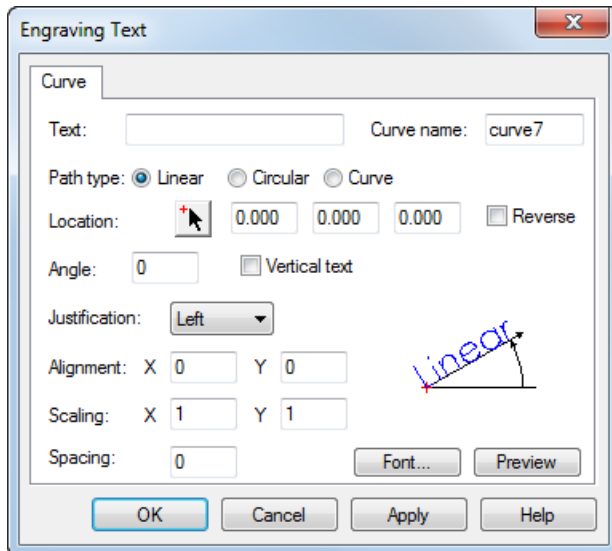 Engraving Text
Curve
Text: Curve name: curve7
Path type: Linear Circular Curve
Location: 0.000 0.000 0.000 Reverse
Angle: 0 Vertical text
Justification: Left
Alignment: X 0 Y 0
Linear
Scaling: X 1 Y 1
Spacing: 0 Font... Preview
OK Cancel Apply Help